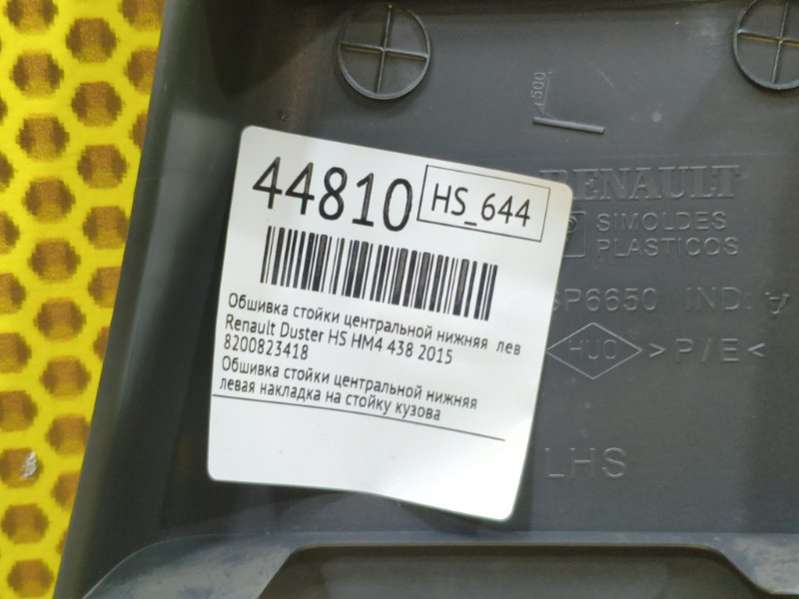 44810
HS_644
Обшивка стойки центральной нижняя лев
Renault Duster HS HM4 438 2015
8200823418
Обшивка стойки центральной нижняя
левая накладка на стойку кузова
RENAULT
SIMOLDES
PLASTICOS
P6650 IND: A
HUO >P/E<
LHS